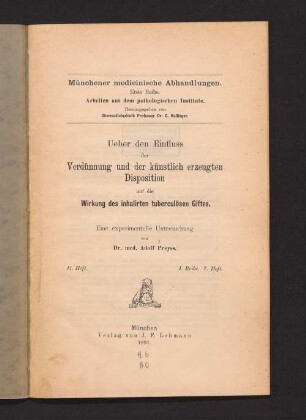 Münchener medicinische Abhandlungen.
Erste Reihe.
Arbeiten aus dem pathologischen Institute.
Herausgegeben von
Obermedicinalrath Professor Dr. O. Bollinger.
Ueber den Einfluss
der
Verdünnung und der künstlich erzeugten
Disposition
auf die
Wirkung des inhalirten tuberculösen Giftes.
Eine experimentelle Untersuchung
von
Dr. med. Adolf Preyss.
Heft.
I. Reihe. 7. Heft.
München
Verlag von J. F. Lehmann
1891.